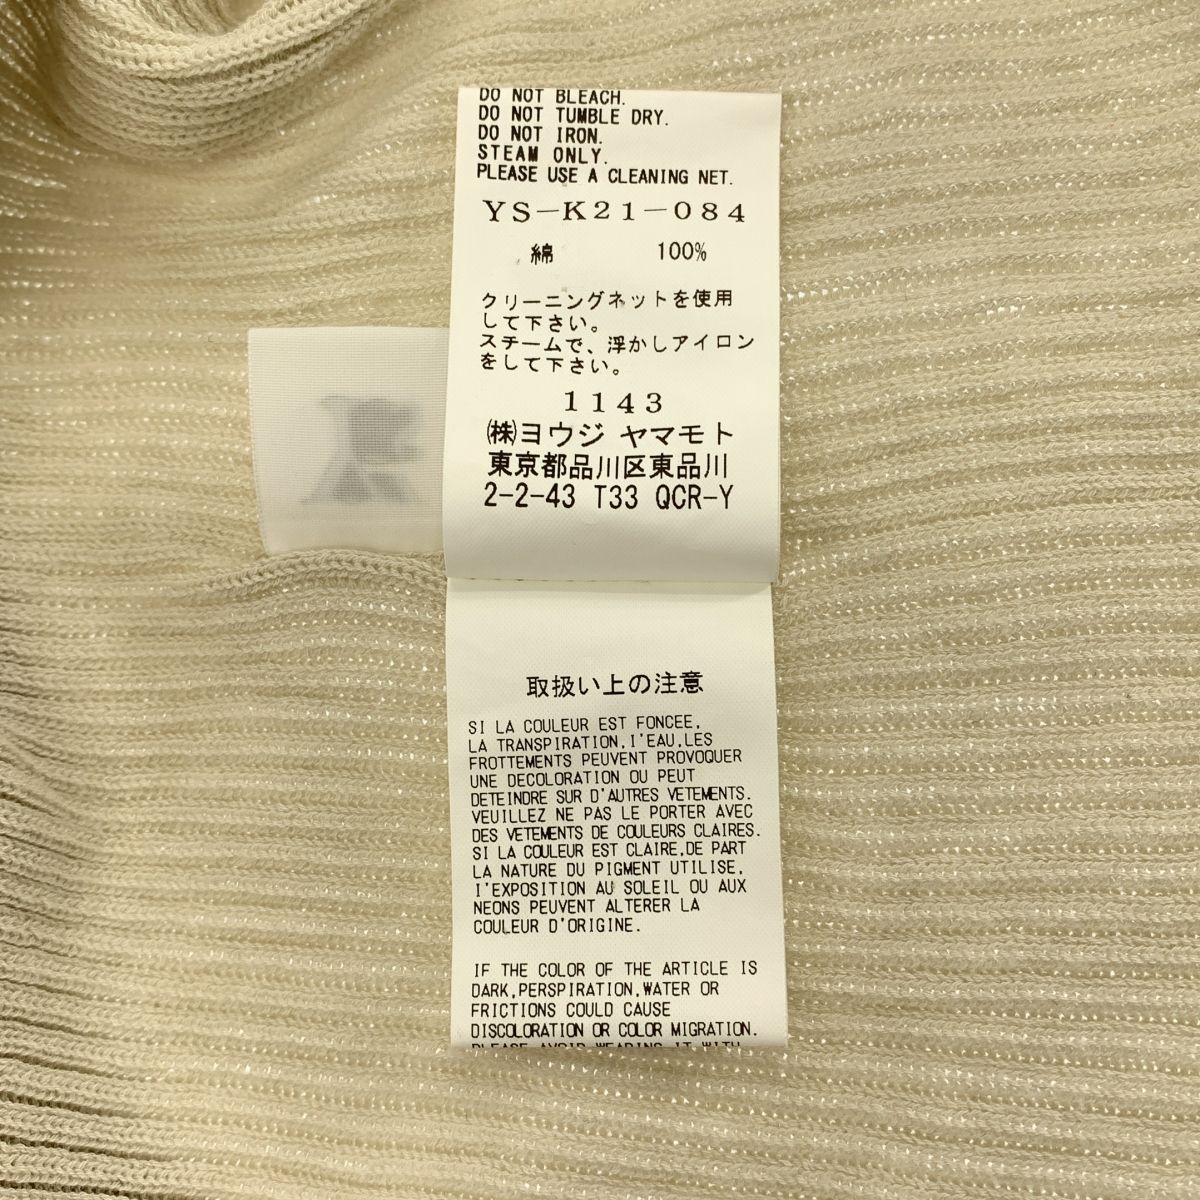 DO NOT BLEACH.
DO NOT TUMBLE DRY.
DO NOT IRON.
STEAM ONLY.
PLEASE USE A CLEANING NET.
YS-K21-084
綿 100%
クリーニングネットを使用
して下さい。
スチームで、浮かしアイロン
をして下さい。
1143
㈱ヨウジ ヤマモト
東京都品川区東品川
2-2-43 T33 QCR-Y
取扱い上の注意
SI LA COULEUR EST FONCEE,
LA TRANSPIRATION,I'EAU,LES
FROTTEMENTS PEUVENT PROVOQUER
UNE DECOLORATION OU PEUT
DETEINDRE SUR D'AUTRES VETEMENTS.
VEUILLEZ NE PAS LE PORTER AVEC
DES VETEMENTS DE COULEURS CLAIRES.
SI LA COULEUR EST CLAIRE,DE PART
LA NATURE DU PIGMENT UTILISE,
I'EXPOSITION AU SOLEIL OU AUX
NEONS PEUVENT ALTERER LA
COULEUR D'ORIGINE.
IF THE COLOR OF THE ARTICLE IS
DARK,PERSPIRATION,WATER OR
FRICTIONS COULD CAUSE
DISCOLORATION OR COLOR MIGRATION.
PLEASE AVOID WEARING IT WITH